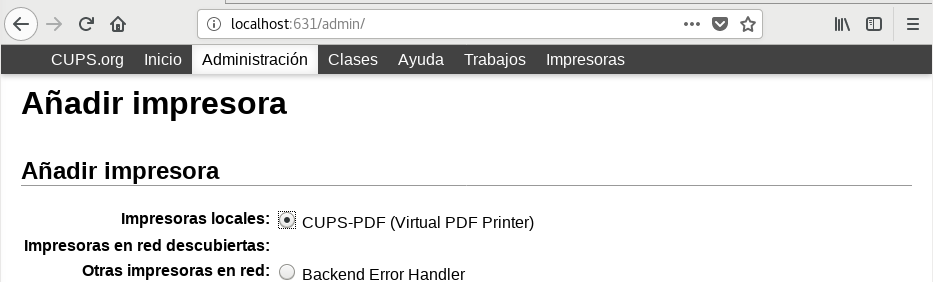 localhost:631/admin/
CUPS.org Inicio Administración Clases Ayuda Trabajos Impresoras
Añadir impresora
Añadir impresora
Impresoras locales: CUPS-PDF (Virtual PDF Printer)
Impresoras en red descubiertas:
Otras impresoras en red: Backend Error Handler